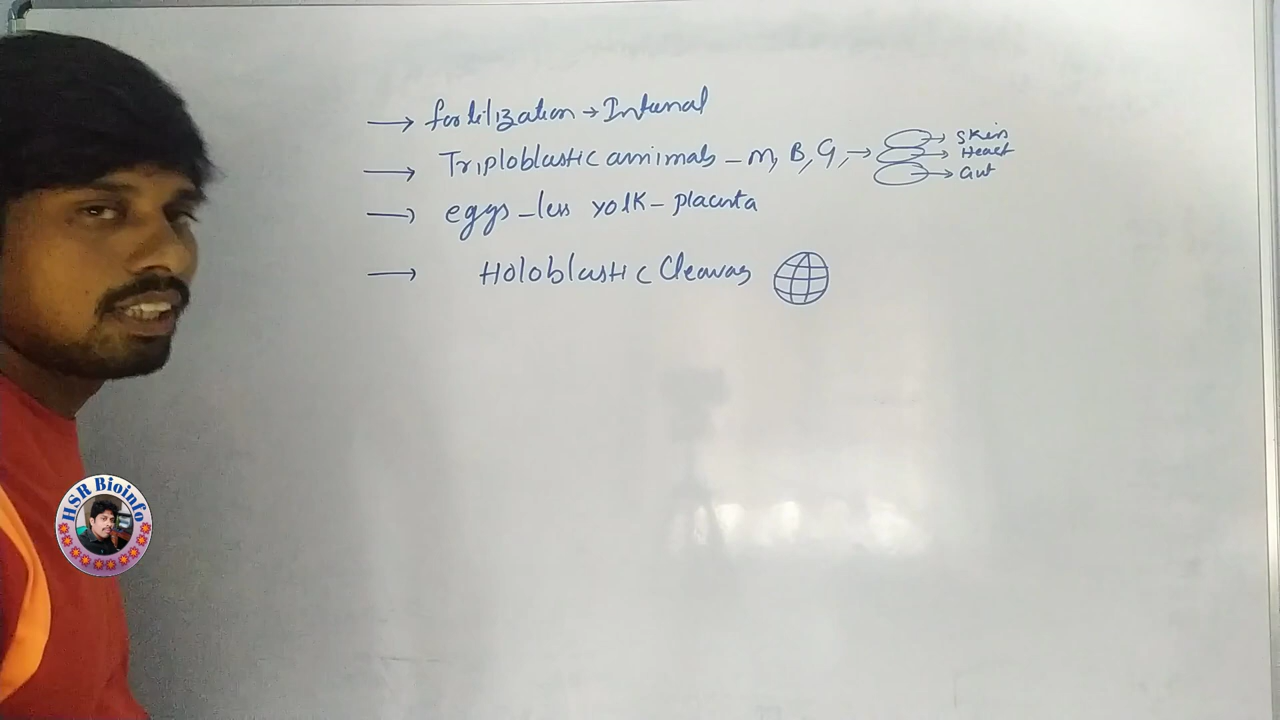 → fertilization → Internal
→ Triploblastic animals – M, B, G, → Skin
Heart
Gut
→ eggs – less yolk – placenta
→ Holoblastic Cleavag
HSR Bioinfo